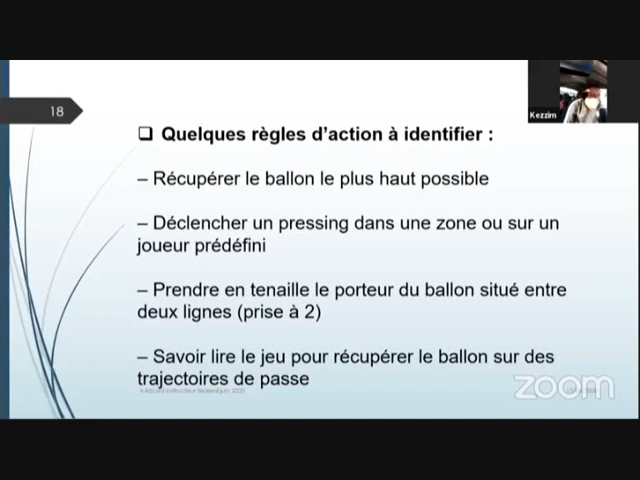 18
Kezzim
❑ Quelques règles d'action à identifier :
– Récupérer le ballon le plus haut possible
– Déclencher un pressing dans une zone ou sur un
joueur prédéfini
– Prendre en tenaille le porteur du ballon situé entre
deux lignes (prise à 2)
– Savoir lire le jeu pour récupérer le ballon sur des
trajectoires de passe
zoom